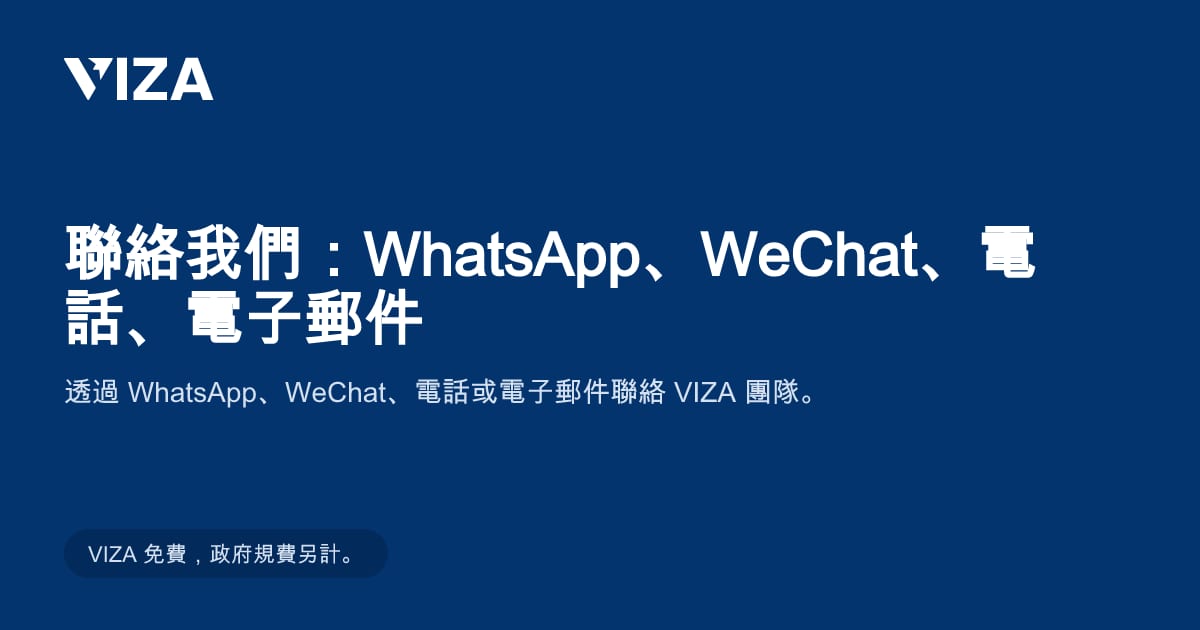 VIZA
聯絡我們：WhatsApp、WeChat、電
話、電子郵件
透過 WhatsApp、WeChat、電話或電子郵件聯絡 VIZA 團隊。
VIZA 免費，政府規費另計。